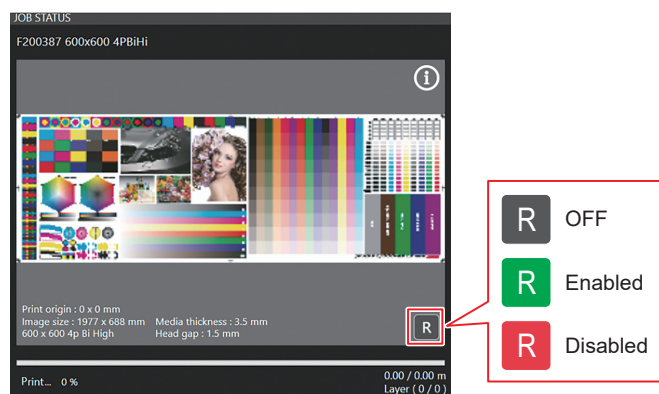 JOB STATUS
F200387 600x600 4PBiHi
i
Print origin : 0 x 0 mm
Image size : 1977 x 688 mm Media thickness : 3.5 mm
600 x 600 4p Bi High Head gap : 1.5 mm
R
Print... 0 %
0.00 / 0.00 m
Layer ( 0 / 0 )
R OFF
R Enabled
R Disabled